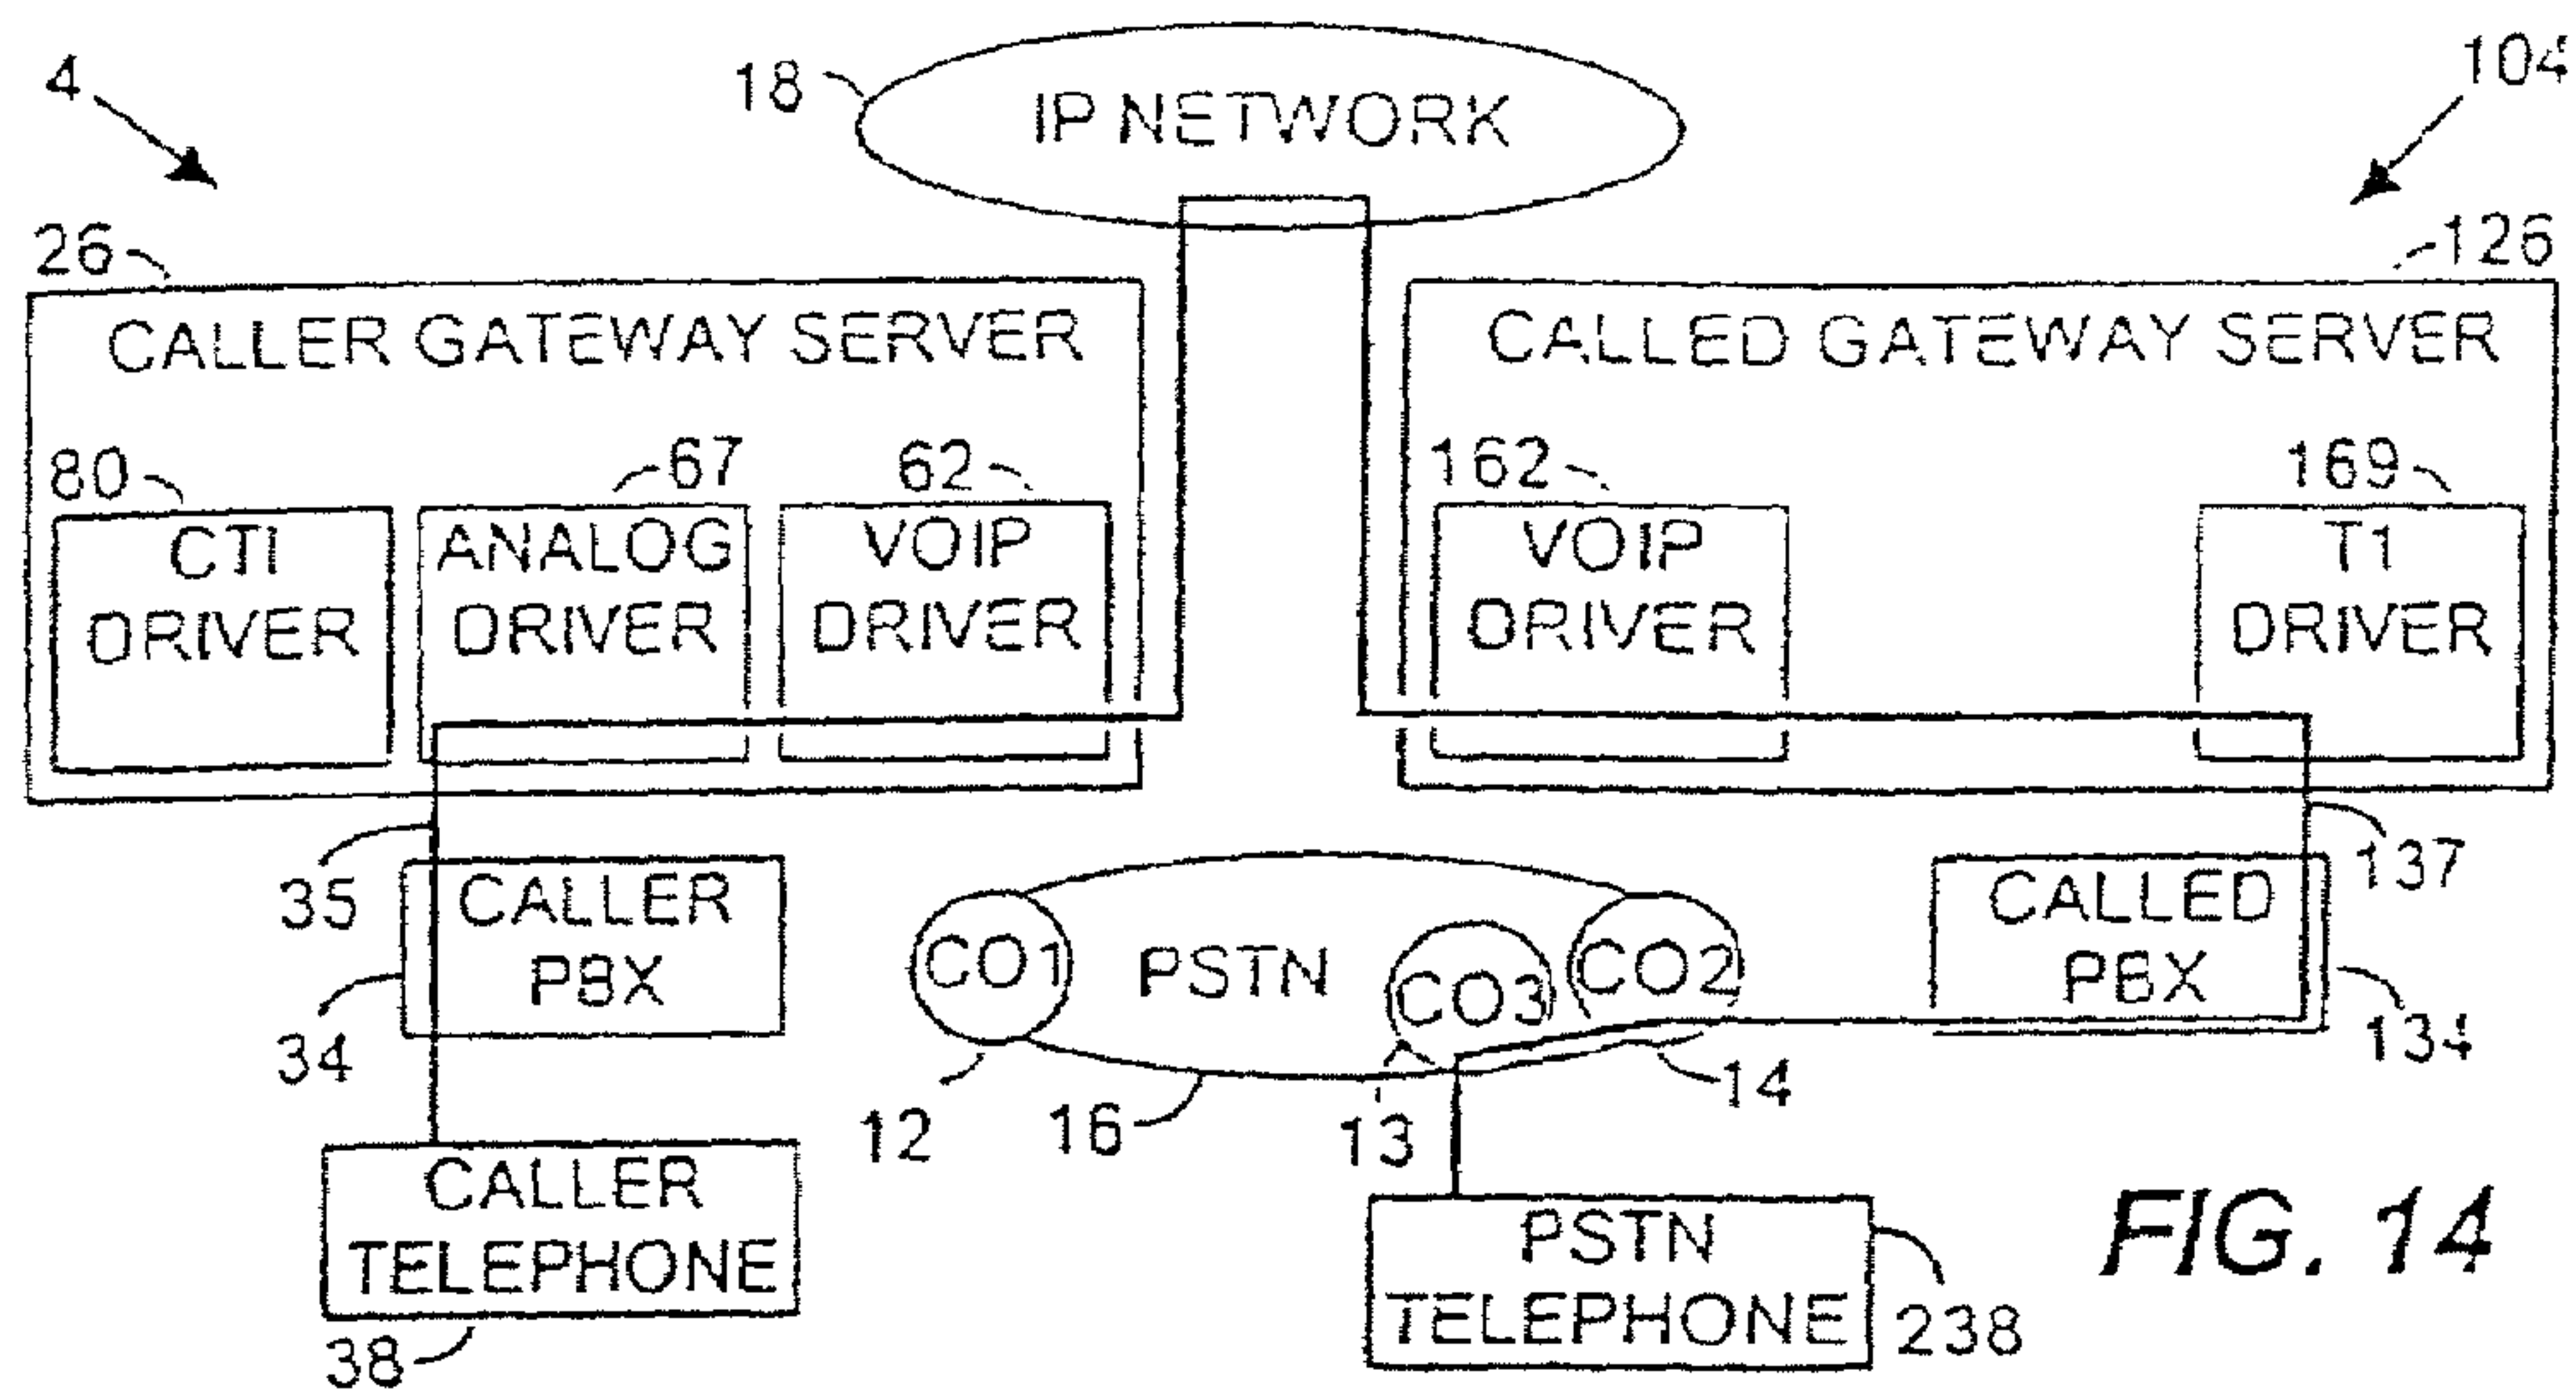 4
18
IP NETWORK
104
26
126
CALLER GATEWAY SERVER
CALLED GATEWAY SERVER
80
67
62
162
169
CTI
DRIVER
ANALOG
DRIVER
VOIP
DRIVER
VOIP
DRIVER
T1
DRIVER
35
137
CALLER
PBX
34
CO1
PSTN
CO3
CO2
CALLED
PBX
134
12
16
13
14
CALLER
TELEPHONE
38
PSTN
TELEPHONE
238
FIG. 14